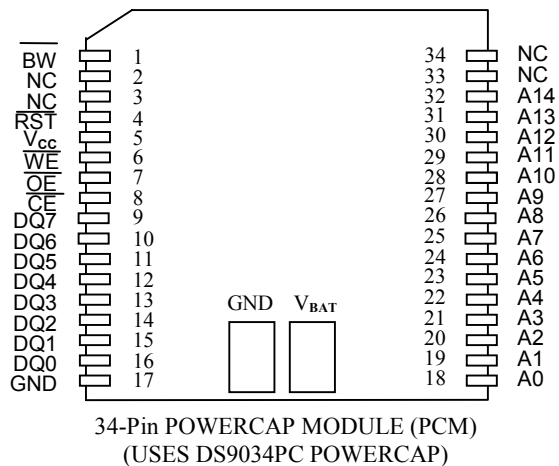 BW 1 34 NC
NC 2 33 NC
NC 3 32 A14
RST 4 31 A13
VCC 5 30 A12
WE 6 29 A11
OE 7 28 A10
CE 8 27 A9
DQ7 9 26 A8
DQ6 10 25 A7
DQ5 11 24 A6
DQ4 12 23 A5
DQ3 13 22 A4
DQ2 14 21 A3
DQ1 15 20 A2
DQ0 16 19 A1
GND 17 18 A0
GND VBAT
34-Pin POWERCAP MODULE (PCM)
(USES DS9034PC POWERCAP)